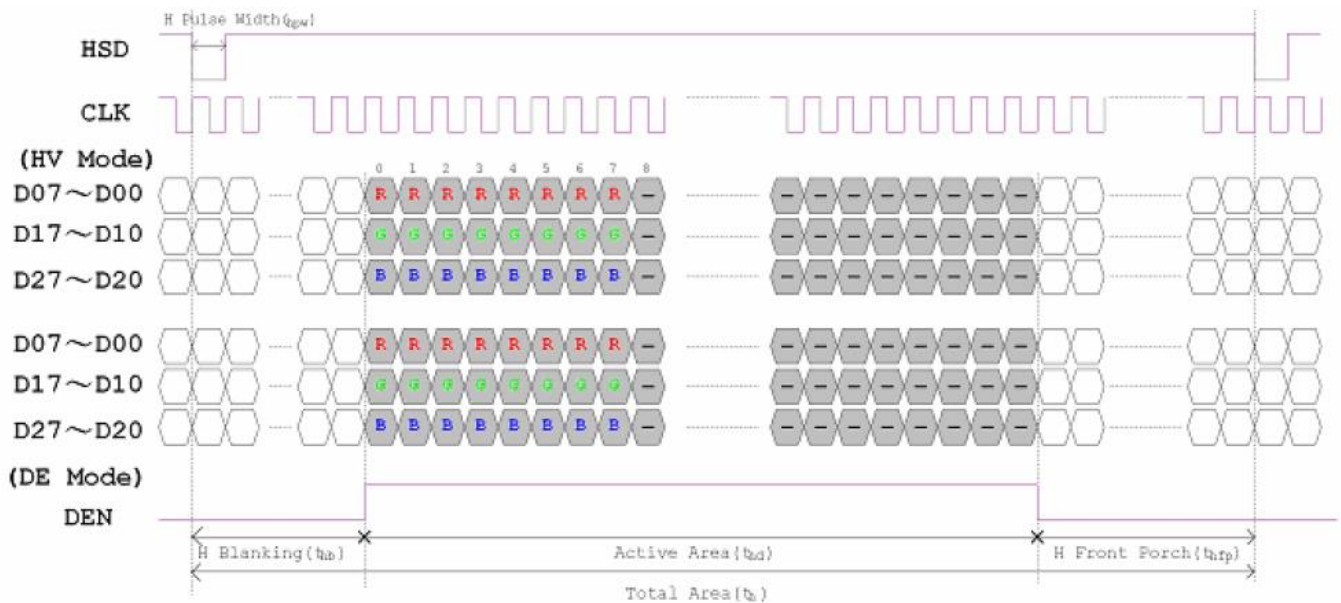 H Pulse Width(thpw)
HSD
CLK
(HV Mode)
0 1 2 3 4 5 6 7 8
D07~D00 R R R R R R R R — — — — — — — — —
D17~D10 G G G G G G G G — — — — — — — — —
D27~D20 B B B B B B B B — — — — — — — — —
D07~D00 R R R R R R R R — — — — — — — — —
D17~D10 G G G G G G G G — — — — — — — — —
D27~D20 B B B B B B B B — — — — — — — — —
(DE Mode)
DEN
H Blanking(thb) Active Area(thd) H Front Porch(thfp)
Total Area(th)